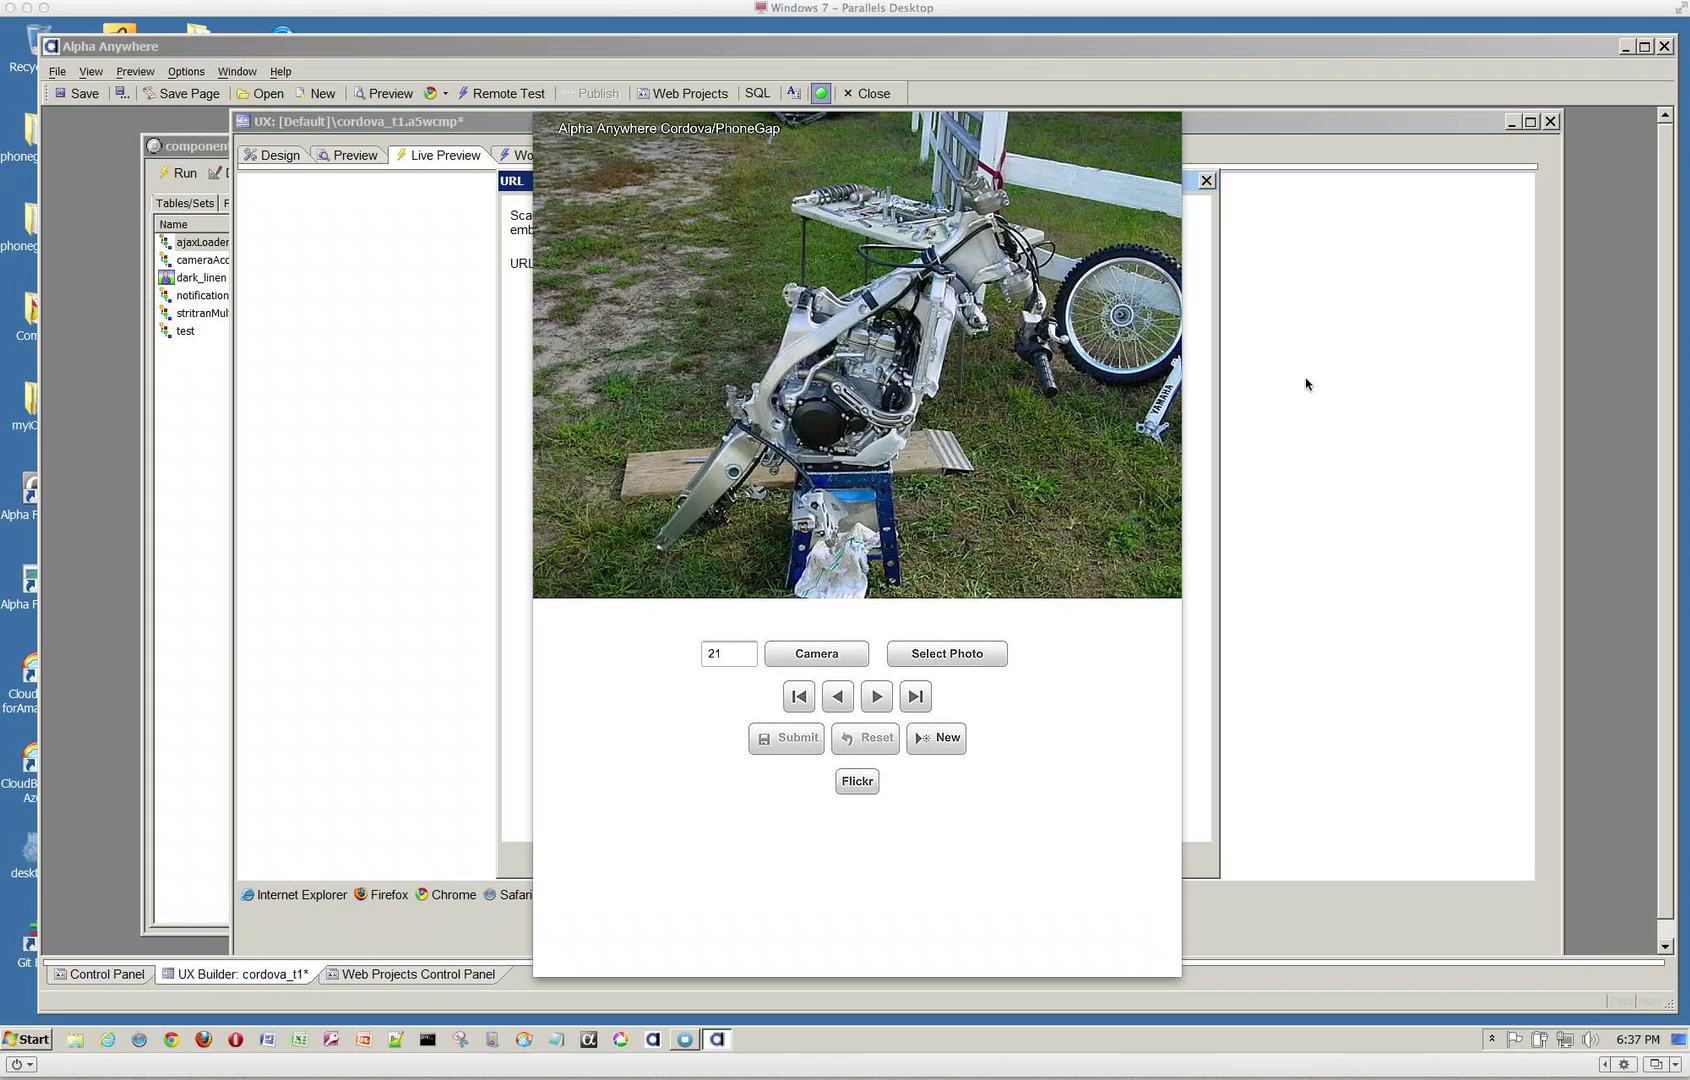 Windows 7 - Parallels Desktop
Alpha Anywhere
File View Preview Options Window Help
Save Save Page Open New Preview Remote Test Publish Web Projects SQL Close
UX: [Default]\cordova_t1.a5wcmp*
Design Preview Live Preview
Run
Tables/Sets
Name
ajaxLoader
dark_linen
notification
test
URL
URL
Alpha Anywhere Cordova/PhoneGap
YAMAHA
21 Camera Select Photo
Submit Reset New
Flickr
Internet Explorer Firefox Chrome Safari
Control Panel UX Builder: cordova_t1* Web Projects Control Panel
Start 6:37 PM